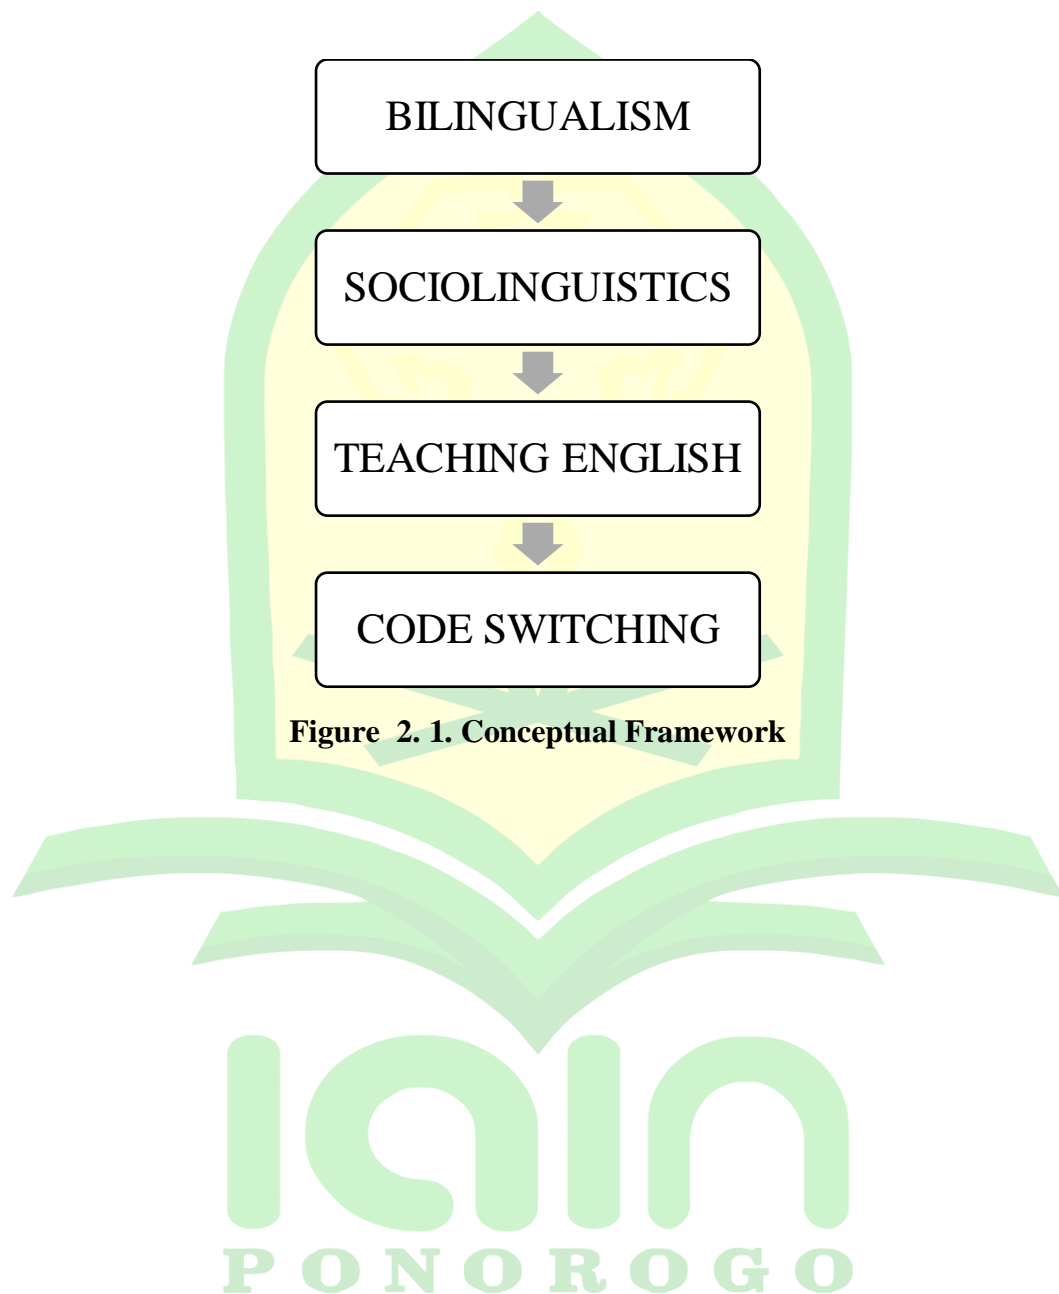 BILINGUALISM
SOCIOLINGUISTICS
TEACHING ENGLISH
CODE SWITCHING
Figure  2. 1. Conceptual Framework
IAIN
PONOROGO